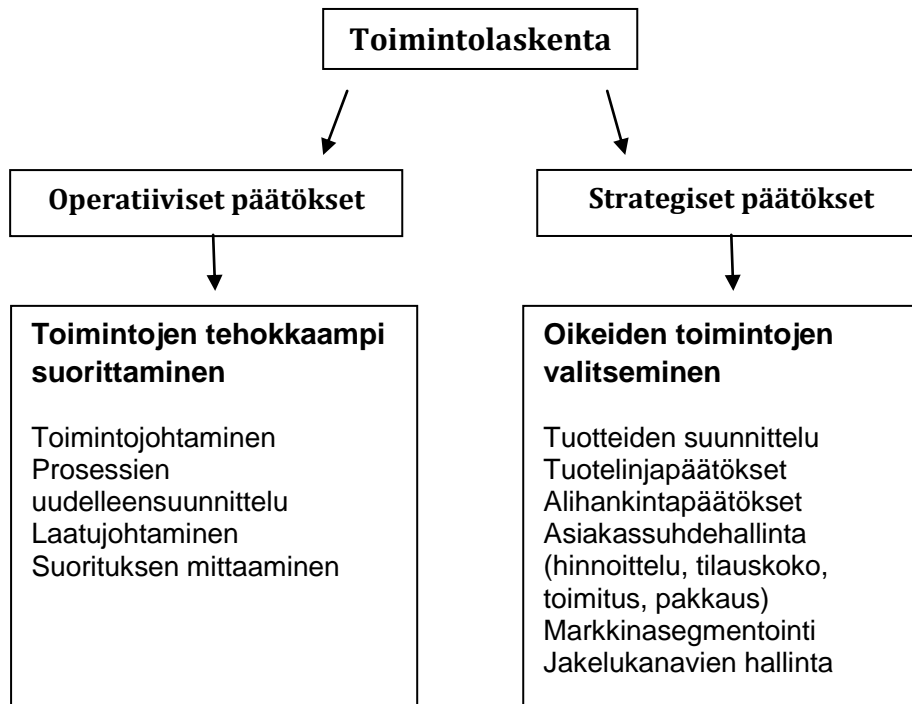 Toimintolaskenta
Operatiiviset päätökset
Strategiset päätökset
Toimintojen tehokkaampi
suorittaminen
Toimintojohtaminen
Prosessien
uudelleensuunnittelu
Laatujohtaminen
Suorituksen mittaaminen
Oikeiden toimintojen
valitseminen
Tuotteiden suunnittelu
Tuotelinjapäätökset
Alihankintapäätökset
Asiakassuhdehallinta
(hinnoittelu, tilauskoko,
toimitus, pakkaus)
Markkinasegmentointi
Jakelukanavien hallinta